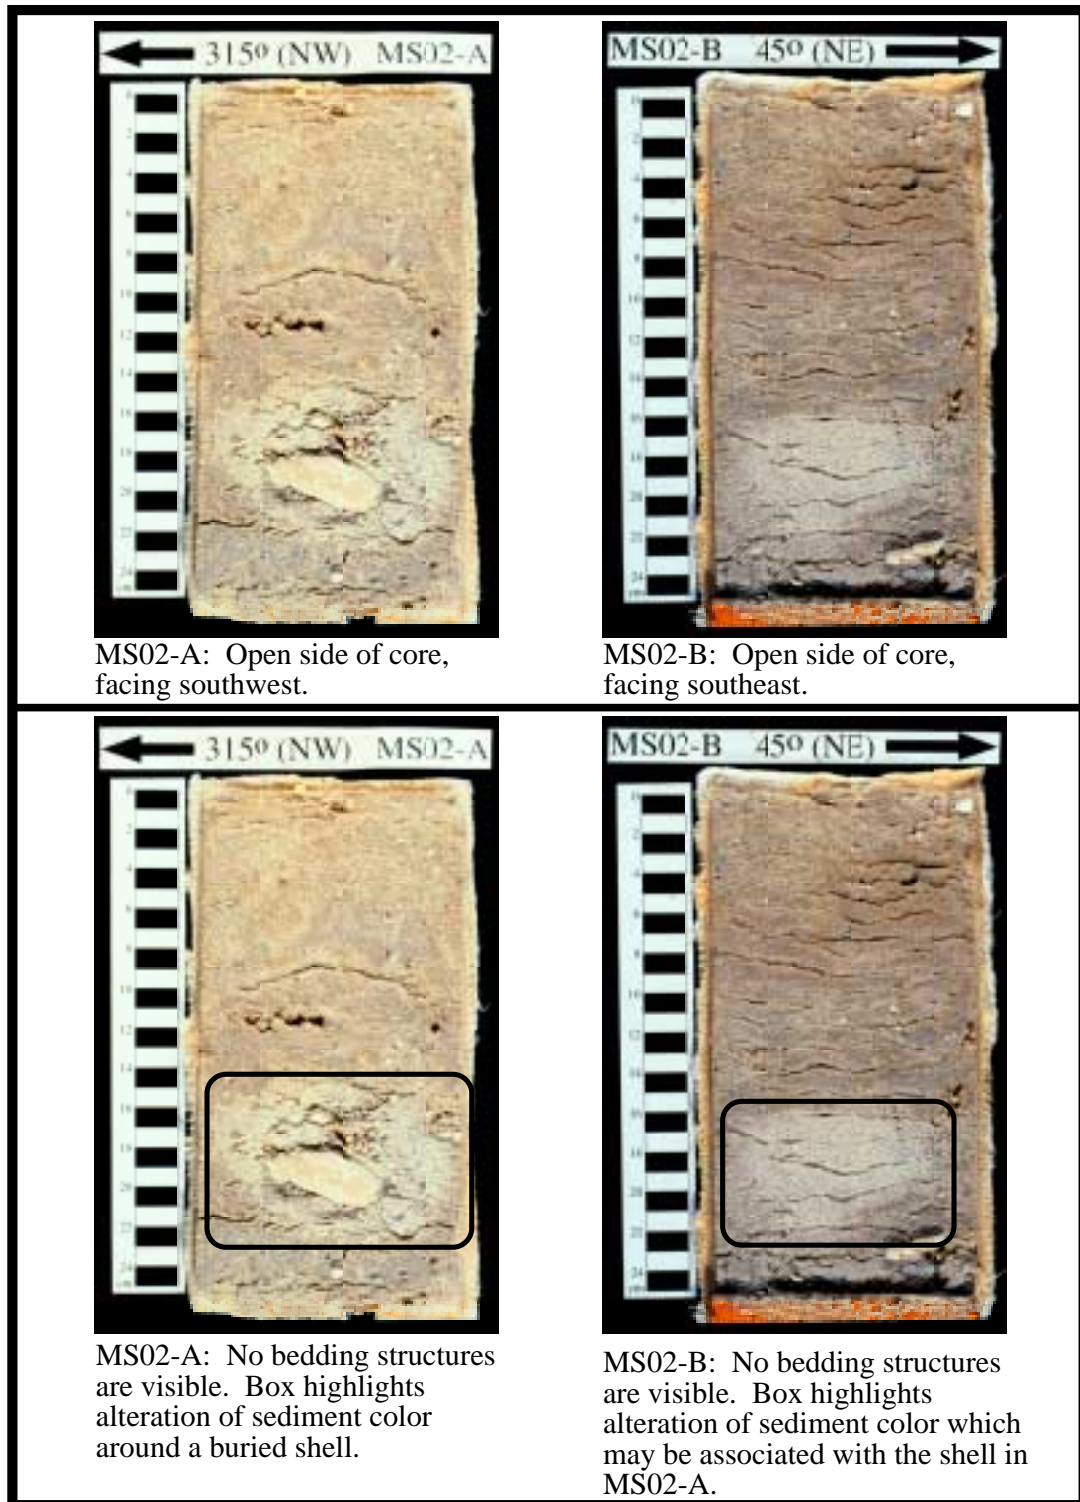 315º (NW) MS02-A
MS02-B 45º (NE)
MS02-A: Open side of core,
facing southwest.
MS02-B: Open side of core,
facing southeast.
315º (NW) MS02-A
MS02-B 45º (NE)
MS02-A: No bedding structures
are visible. Box highlights
alteration of sediment color
around a buried shell.
MS02-B: No bedding structures
are visible. Box highlights
alteration of sediment color which
may be associated with the shell in
MS02-A.